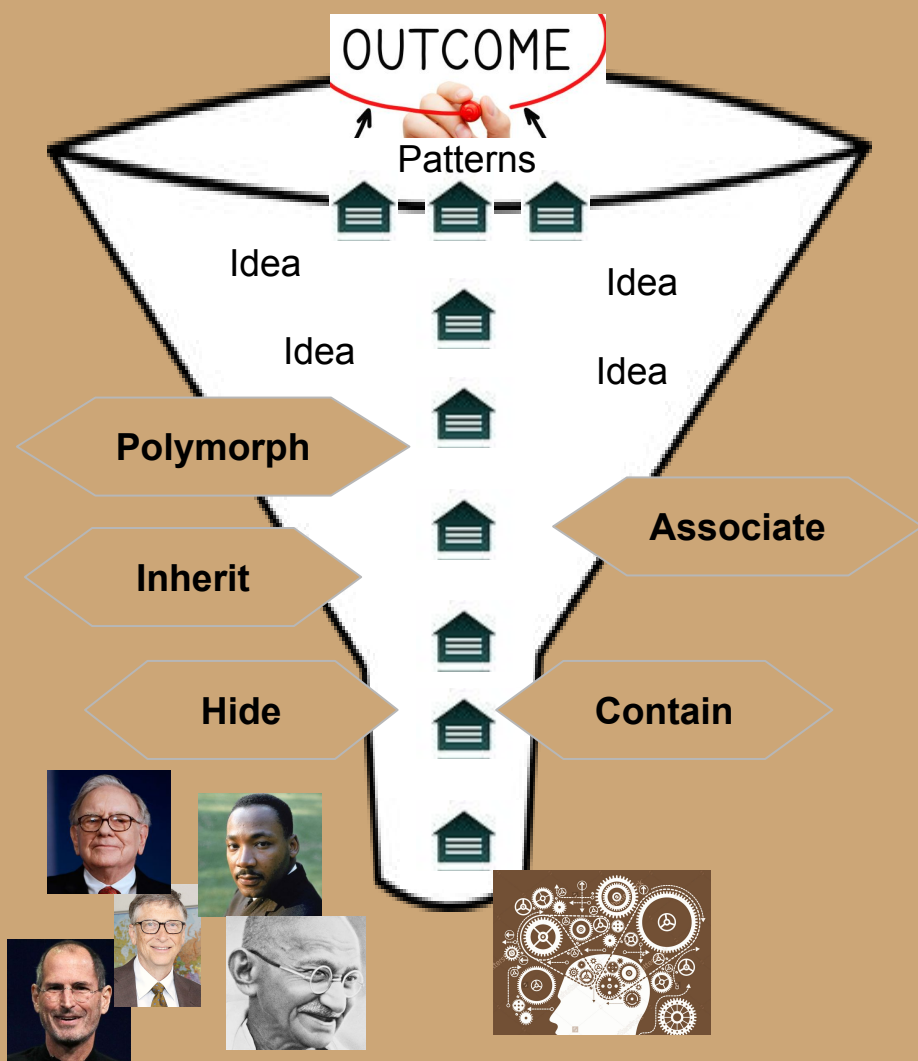 OUTCOME
Patterns
Idea
Idea
Idea
Idea
Polymorph
Associate
Inherit
Hide
Contain